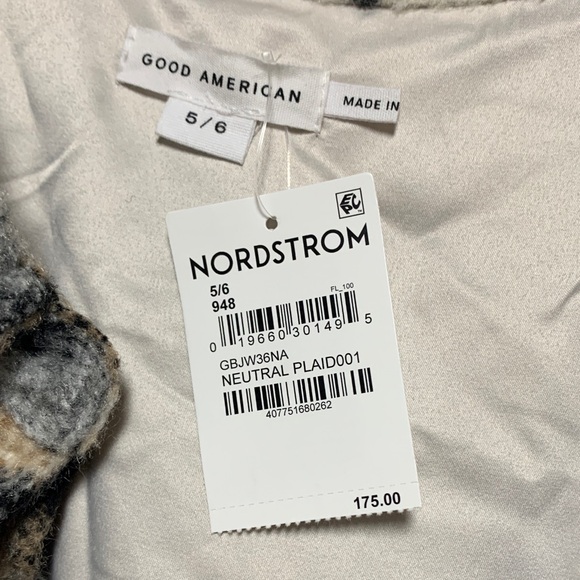 GOOD AMERICAN
MADE IN
5/6
NORDSTROM
5/6
948
FL_100
0 19660 30149 5
GBJW36NA
NEUTRAL PLAID001
407751680262
175.00